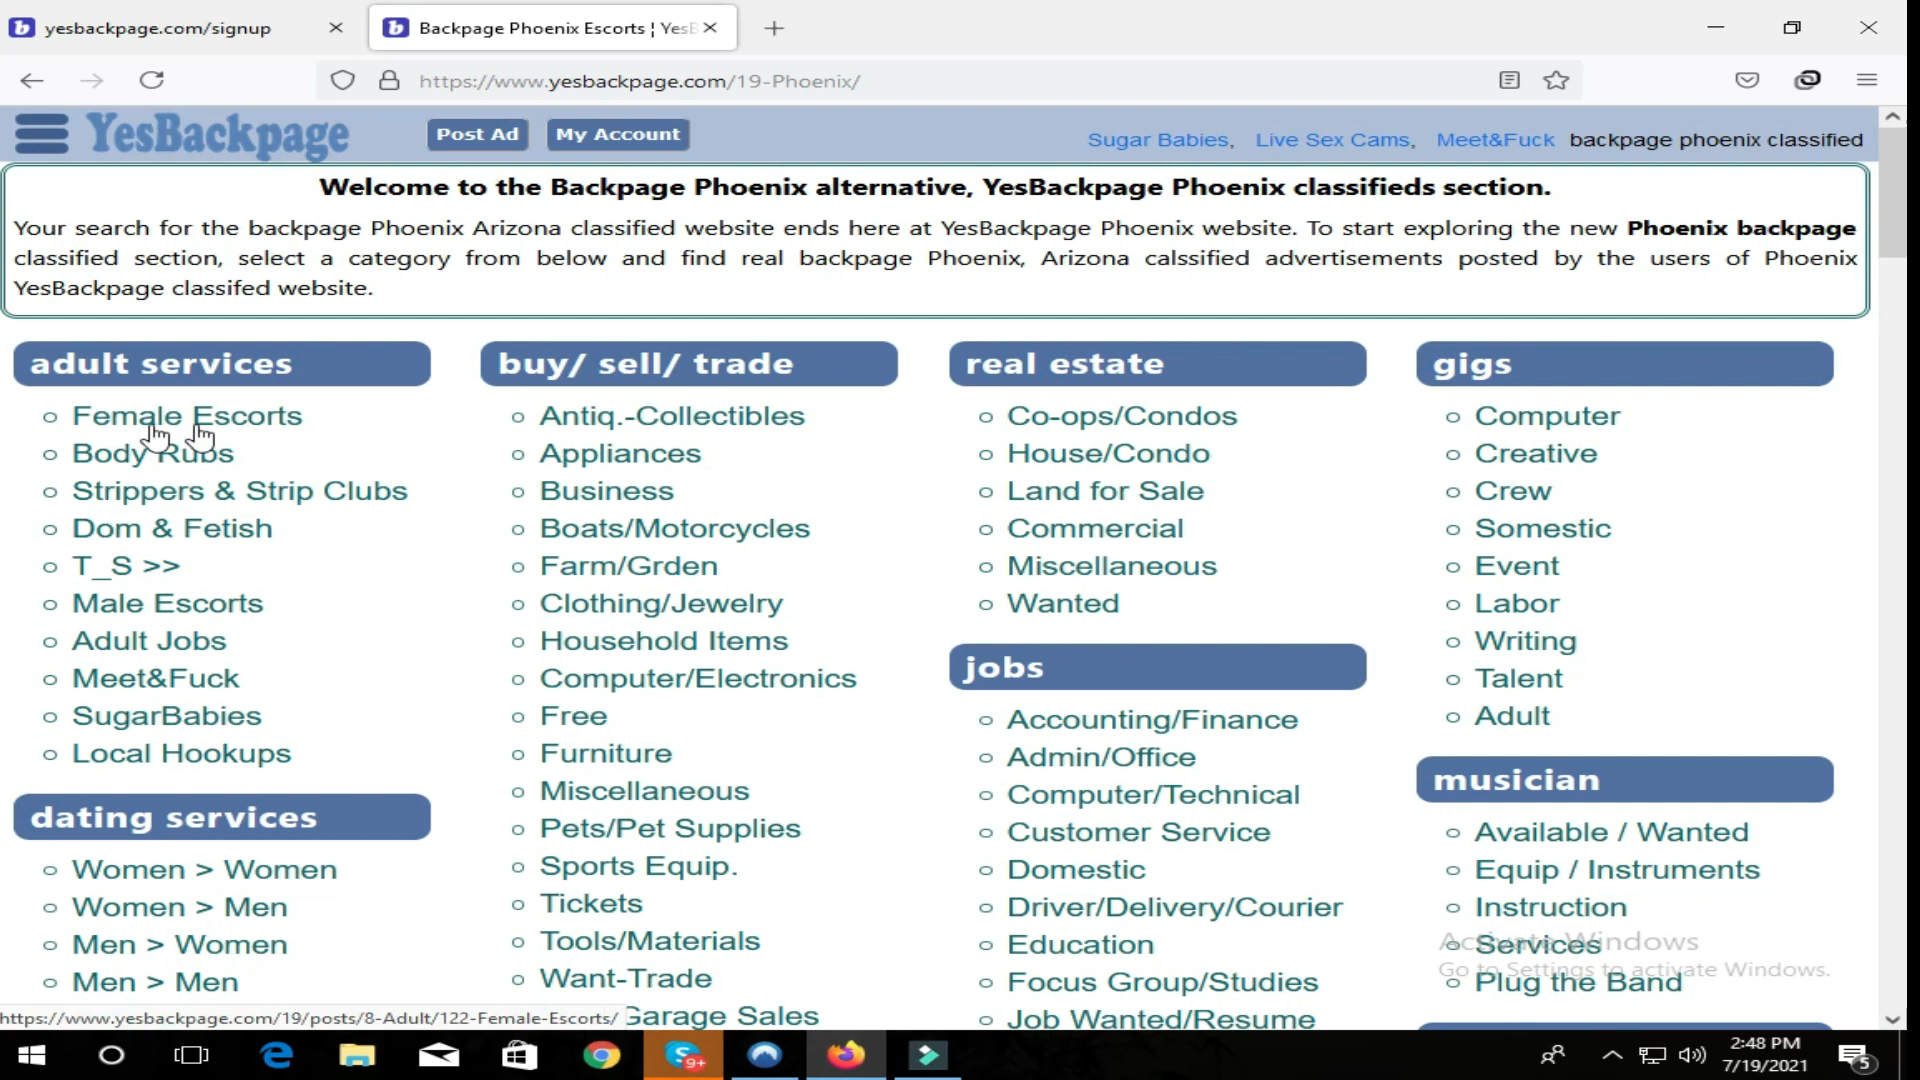 yesbackpage.com/signup
Backpage Phoenix Escorts | Yes
https://www.yesbackpage.com/19-Phoenix/
YesBackpage
Post Ad
My Account
Sugar Babies, Live Sex Cams, Meet&Fuck backpage phoenix classified
Welcome to the Backpage Phoenix alternative, YesBackpage Phoenix classifieds section.
Your search for the backpage Phoenix Arizona classified website ends here at YesBackpage Phoenix website. To start exploring the new Phoenix backpage
classified section, select a category from below and find real backpage Phoenix, Arizona calssified advertisements posted by the users of Phoenix
YesBackpage classifed website.
adult services
Female Escorts
Body Rubs
Strippers & Strip Clubs
Dom & Fetish
T_S >>
Male Escorts
Adult Jobs
Meet&Fuck
SugarBabies
Local Hookups
dating services
Women > Women
Women > Men
Men > Women
Men > Men
buy/ sell/ trade
Antiq.-Collectibles
Appliances
Business
Boats/Motorcycles
Farm/Grden
Clothing/Jewelry
Household Items
Computer/Electronics
Free
Furniture
Miscellaneous
Pets/Pet Supplies
Sports Equip.
Tickets
Tools/Materials
Want-Trade
Garage Sales
real estate
Co-ops/Condos
House/Condo
Land for Sale
Commercial
Miscellaneous
Wanted
jobs
Accounting/Finance
Admin/Office
Computer/Technical
Customer Service
Domestic
Driver/Delivery/Courier
Education
Focus Group/Studies
Job Wanted/Resume
gigs
Computer
Creative
Crew
Somestic
Event
Labor
Writing
Talent
Adult
musician
Available / Wanted
Equip / Instruments
Instruction
Services
Plug the Band
Activate Windows
Go to Settings to activate Windows.
https://www.yesbackpage.com/19/posts/8-Adult/122-Female-Escorts/
9+
2:48 PM
7/19/2021
5